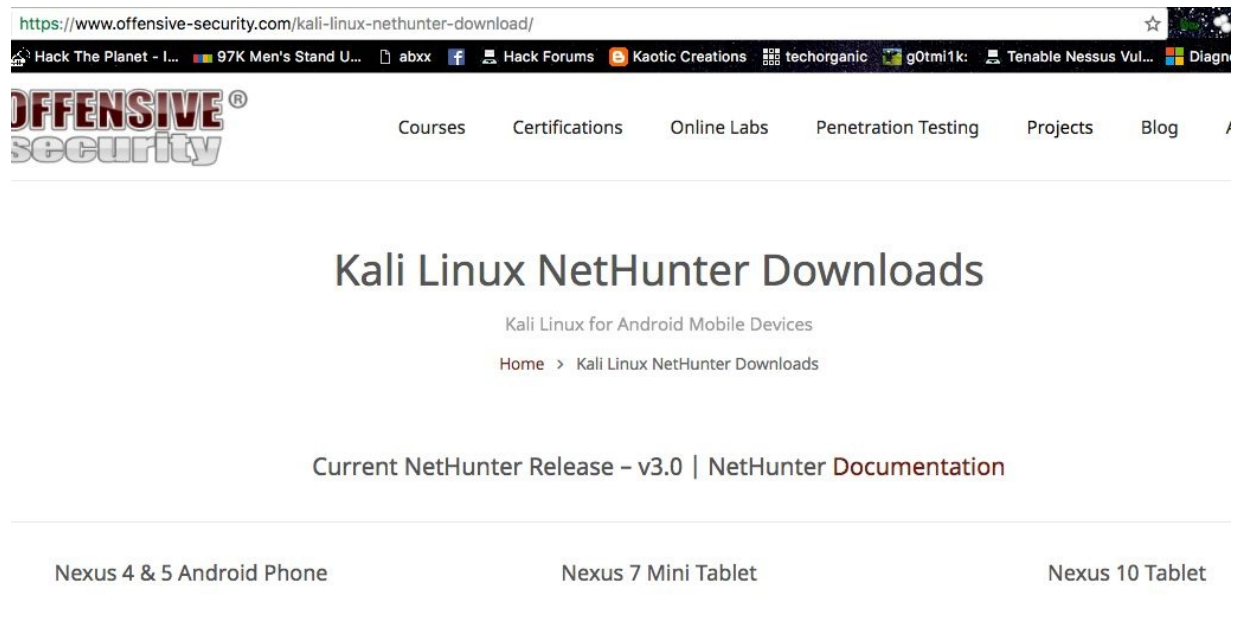 https://www.offensive-security.com/kali-linux-nethunter-download/
Hack The Planet - I... 97K Men's Stand U... abxx Hack Forums Kaotic Creations techorganic g0tmi1k: Tenable Nessus Vul... Diagno
OFFENSIVE®
security
Courses Certifications Online Labs Penetration Testing Projects Blog
Kali Linux NetHunter Downloads
Kali Linux for Android Mobile Devices
Home > Kali Linux NetHunter Downloads
Current NetHunter Release – v3.0 | NetHunter Documentation
Nexus 4 & 5 Android Phone Nexus 7 Mini Tablet Nexus 10 Tablet